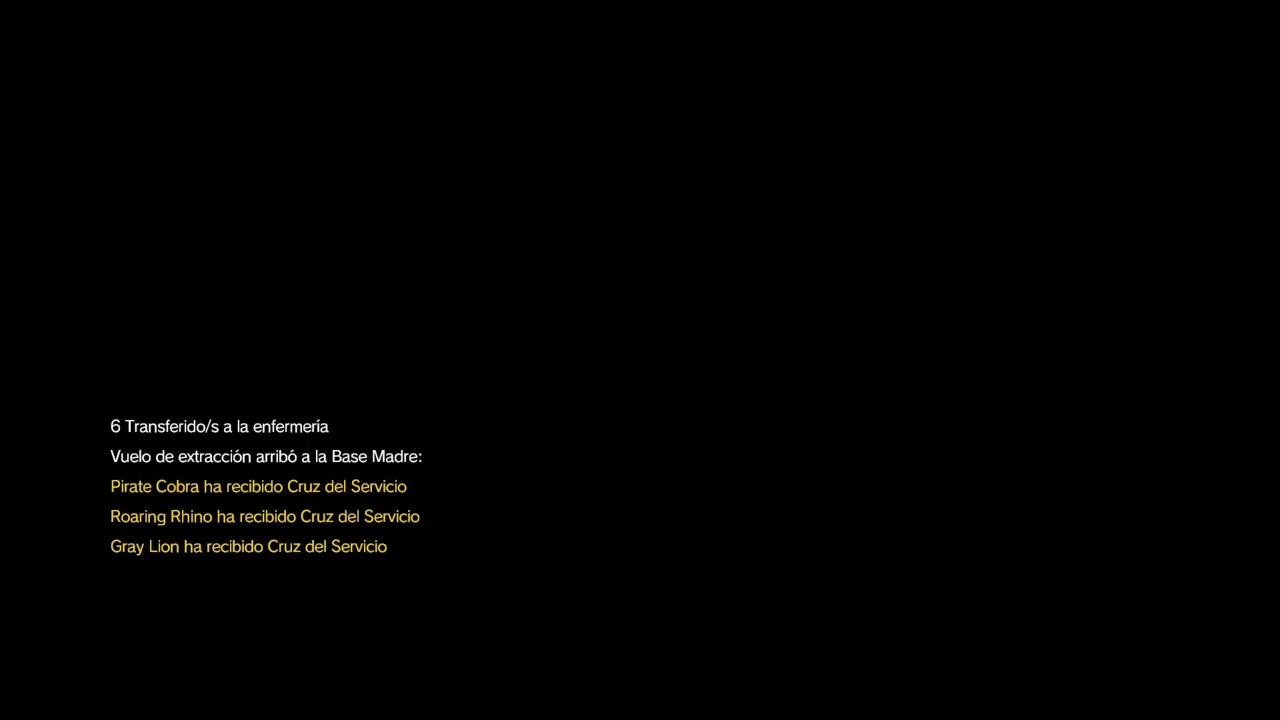 6 Transferido/s a la enfermería
Vuelo de extracción arribó a la Base Madre:
Pirate Cobra ha recibido Cruz del Servicio
Roaring Rhino ha recibido Cruz del Servicio
Gray Lion ha recibido Cruz del Servicio